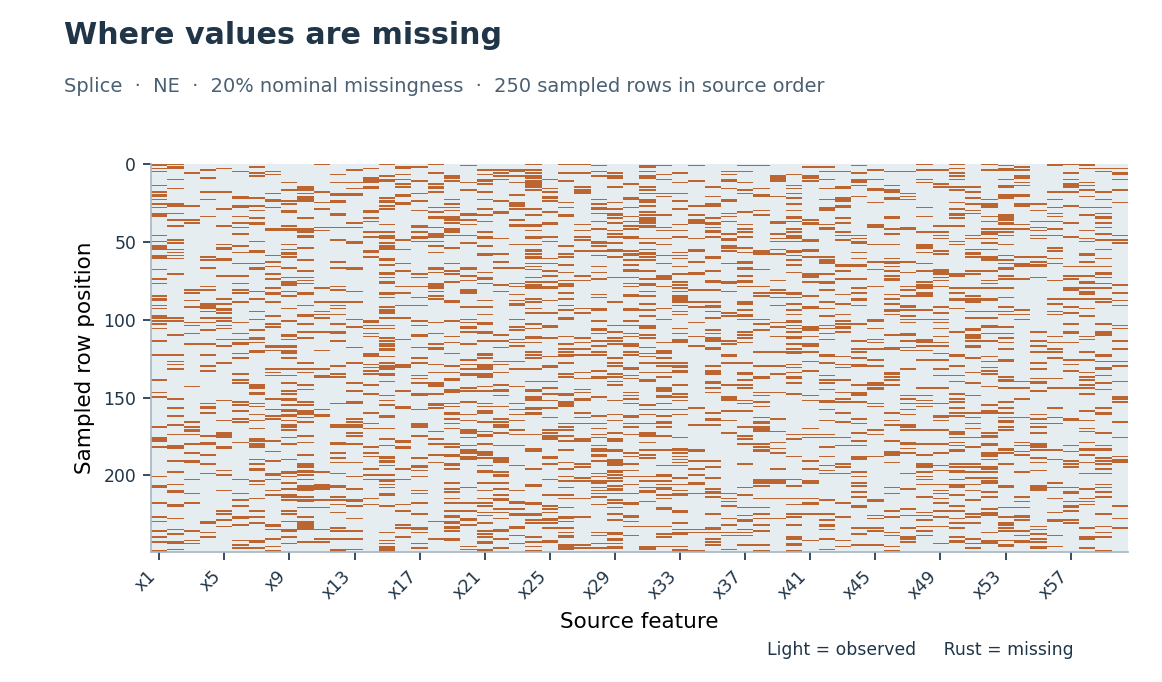 Where values are missing
Splice · NE · 20% nominal missingness · 250 sampled rows in source order
0
50
100
150
200
Sampled row position
x1 x5 x9 x13 x17 x21 x25 x29 x33 x37 x41 x45 x49 x53 x57
Source feature
Light = observed Rust = missing